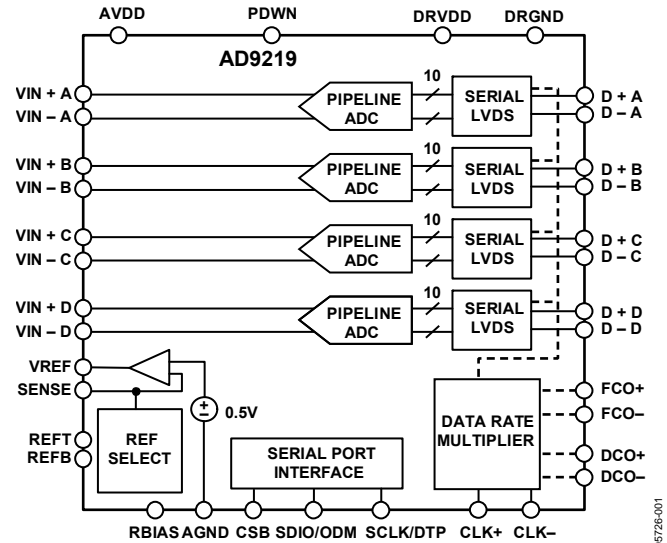 AVDD PDWN DRVDD DRGND
AD9219
VIN + A
VIN – A
PIPELINE
ADC
10
SERIAL
LVDS
D + A
D – A
VIN + B
VIN – B
PIPELINE
ADC
10
SERIAL
LVDS
D + B
D – B
VIN + C
VIN – C
PIPELINE
ADC
10
SERIAL
LVDS
D + C
D – C
VIN + D
VIN – D
PIPELINE
ADC
10
SERIAL
LVDS
D + D
D – D
VREF
SENSE
+
–
0.5V
REFT
REFB
REF
SELECT
SERIAL PORT
INTERFACE
DATA RATE
MULTIPLIER
FCO+
FCO–
DCO+
DCO–
RBIAS AGND CSB SDIO/ODM SCLK/DTP CLK+ CLK–
5726-001